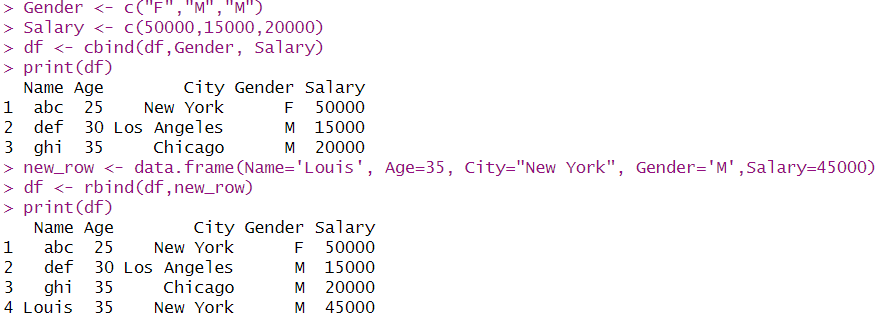 > Gender <- c("F","M","M")
> Salary <- c(50000,15000,20000)
> df <- cbind(df,Gender, Salary)
> print(df)
  Name Age        City Gender Salary
1  abc  25    New York      F  50000
2  def  30 Los Angeles      M  15000
3  ghi  35     Chicago      M  20000
> new_row <- data.frame(Name='Louis', Age=35, City="New York", Gender='M',Salary=45000)
> df <- rbind(df,new_row)
> print(df)
   Name Age        City Gender Salary
1   abc  25    New York      F  50000
2   def  30 Los Angeles      M  15000
3   ghi  35     Chicago      M  20000
4 Louis  35    New York      M  45000